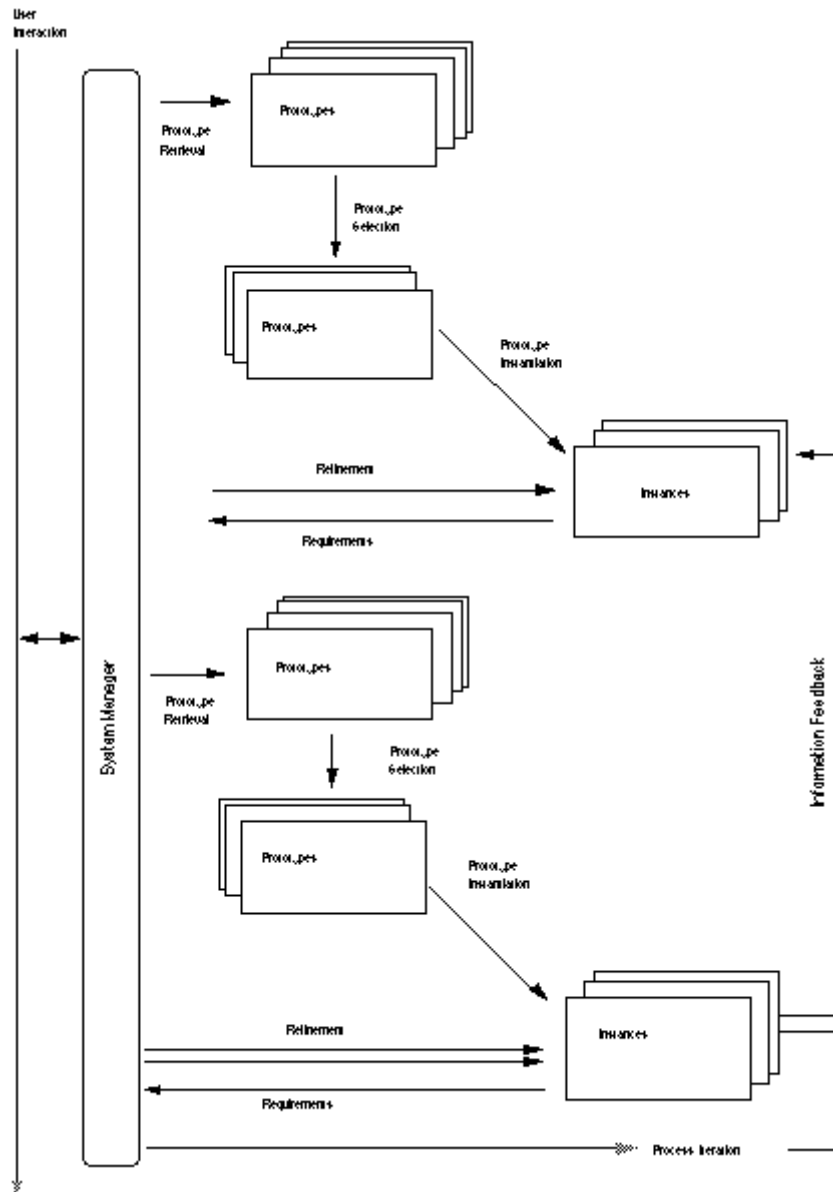 User
Interaction
Prototypes
Prototype
Retrieval
Prototype
Selection
Prototypes
Prototype
Instantiation
Refinement
Instances
Requirements
Prototypes
System Manager
Prototype
Retrieval
Information Feedback
Prototype
Selection
Prototypes
Prototype
Instantiation
Refinement
Instances
Requirements
Process Iteration